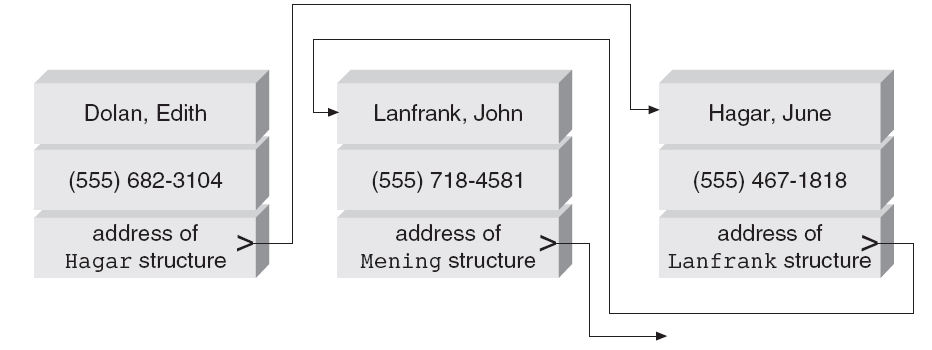 Dolan, Edith
(555) 682-3104
address of
Hagar structure
Lanfrank, John
(555) 718-4581
address of
Mening structure
Hagar, June
(555) 467-1818
address of
Lanfrank structure